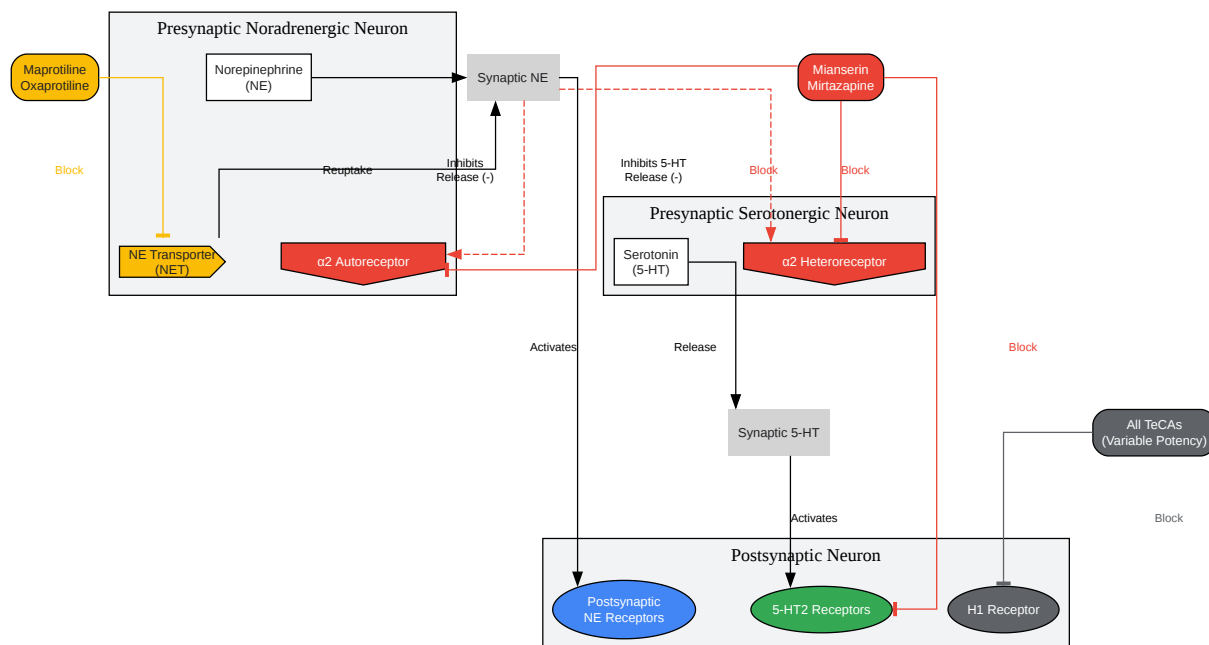 Presynaptic Noradrenergic Neuron
Maprotiline
Oxaprotiline
Norepinephrine
(NE)
Synaptic NE
Mianserin
Mirtazapine
Block
Reuptake
Inhibits
Release (-)
Inhibits 5-HT
Release (-)
Block
Block
Presynaptic Serotonergic Neuron
NE Transporter
(NET)
α2 Autoreceptor
Serotonin
(5-HT)
α2 Heteroreceptor
Activates
Release
Block
Synaptic 5-HT
All TeCAs
(Variable Potency)
Activates
Block
Postsynaptic Neuron
Postsynaptic
NE Receptors
5-HT2 Receptors
H1 Receptor